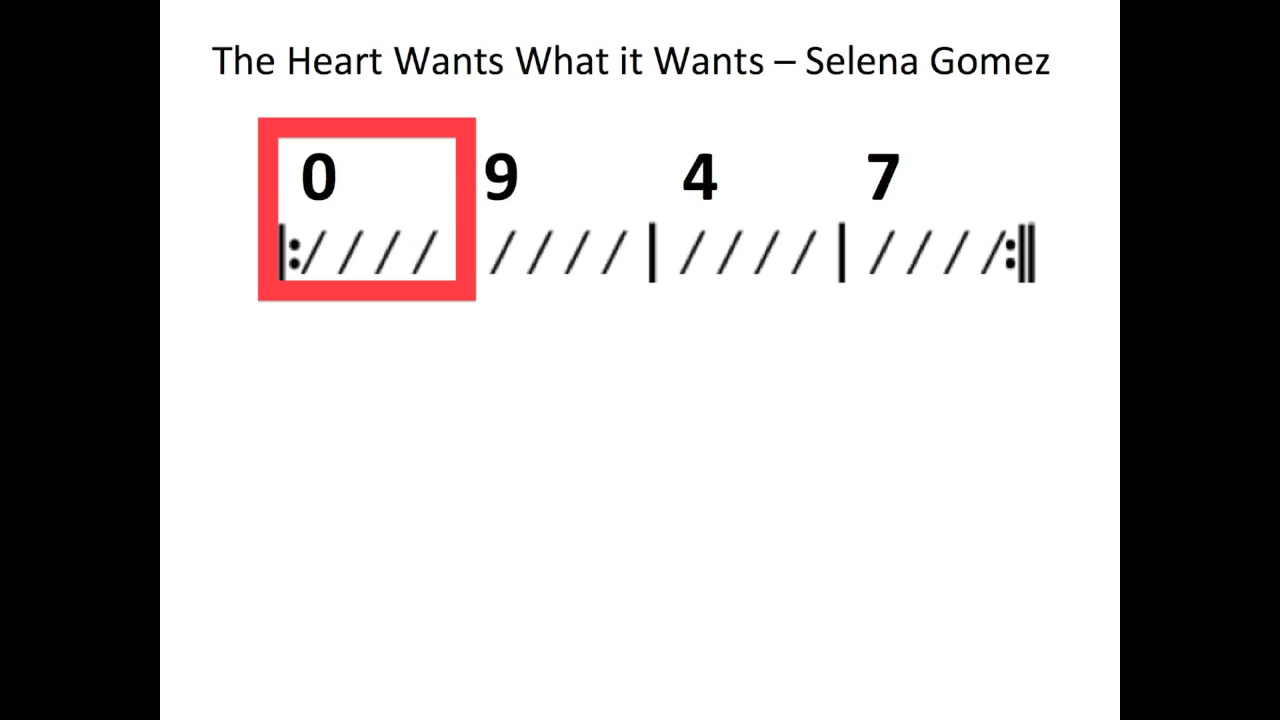 The Heart Wants What it Wants – Selena Gomez
0 9 4 7
|:/ / / / / / / / | / / / / | / / / /:||